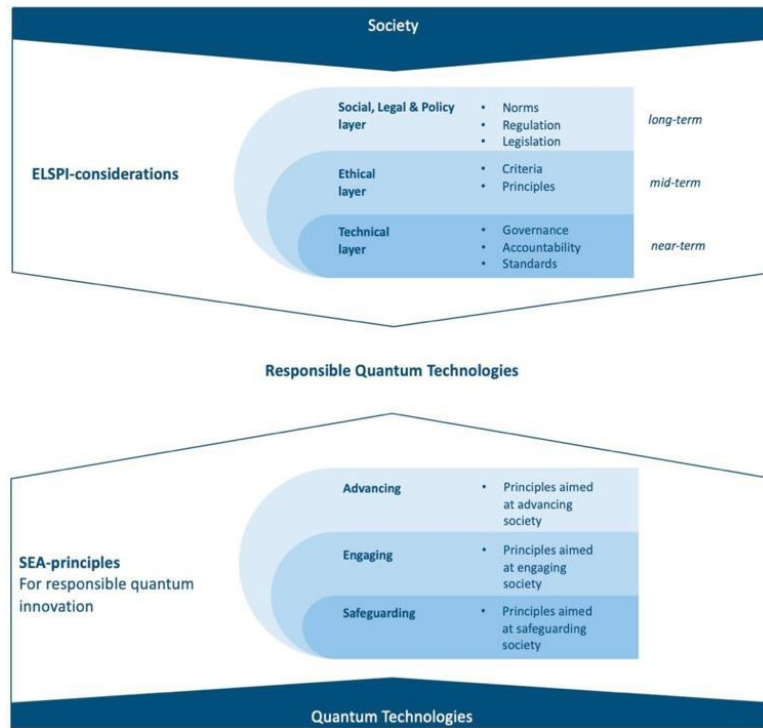 Society
ELSPI-considerations
Social, Legal & Policy
layer
• Norms
• Regulation
• Legislation
long-term
Ethical
layer
• Criteria
• Principles
mid-term
Technical
layer
• Governance
• Accountability
• Standards
near-term
Responsible Quantum Technologies
SEA-principles
For responsible quantum
innovation
Advancing
• Principles aimed
at advancing
society
Engaging
• Principles aimed
at engaging
society
Safeguarding
• Principles aimed
at safeguarding
society
Quantum Technologies